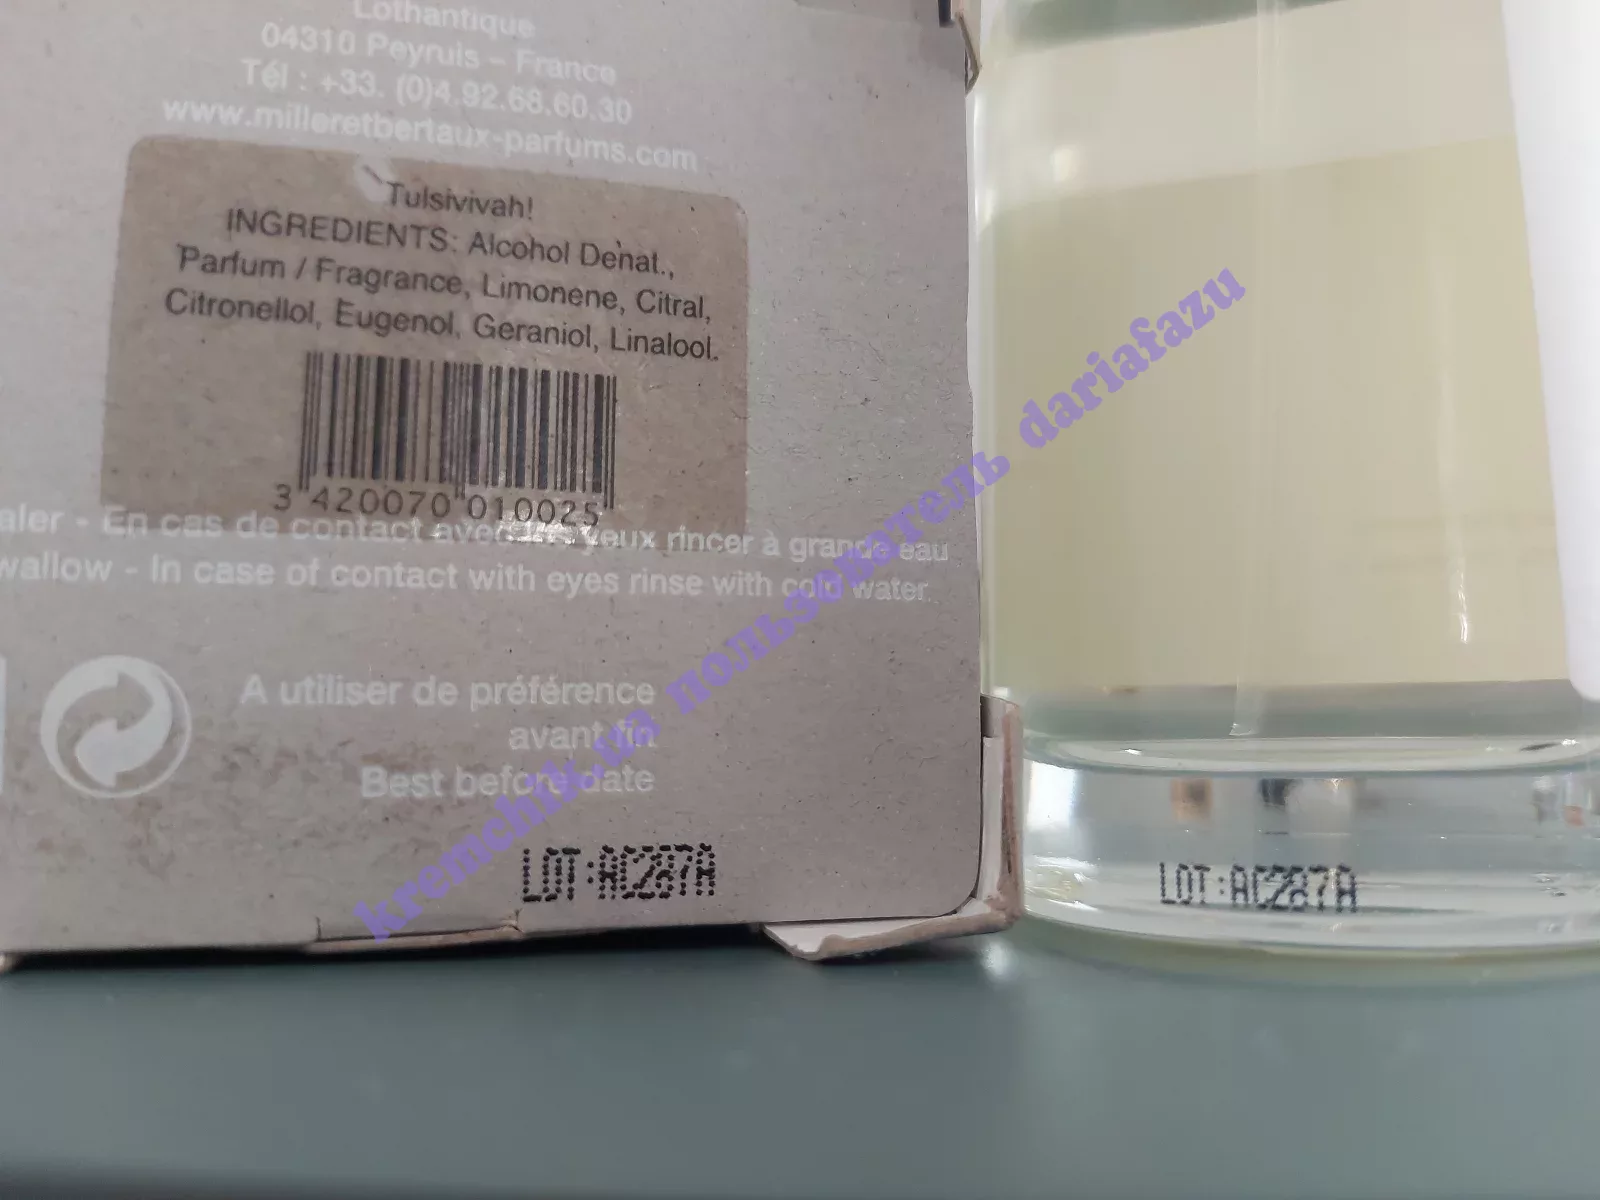 Lothantique
04310 Peyruis - France
Tél : +33. (0)4.92.68.60.30
www.milleretbertaux-parfums.com
Tulsivivah!
INGREDIENTS: Alcohol Denat.,
Parfum / Fragrance, Limonene, Citral,
Citronellol, Eugenol, Geraniol, Linalool.
3 420070 010025
aler - En cas de contact avec les yeux rincer à grande eau
wallow - In case of contact with eyes rinse with cold water.
A utiliser de préférence
avant fin
Best before date
LOT:AC287A
LOT:AC287A
kremchik.ua пользователь dariafazu